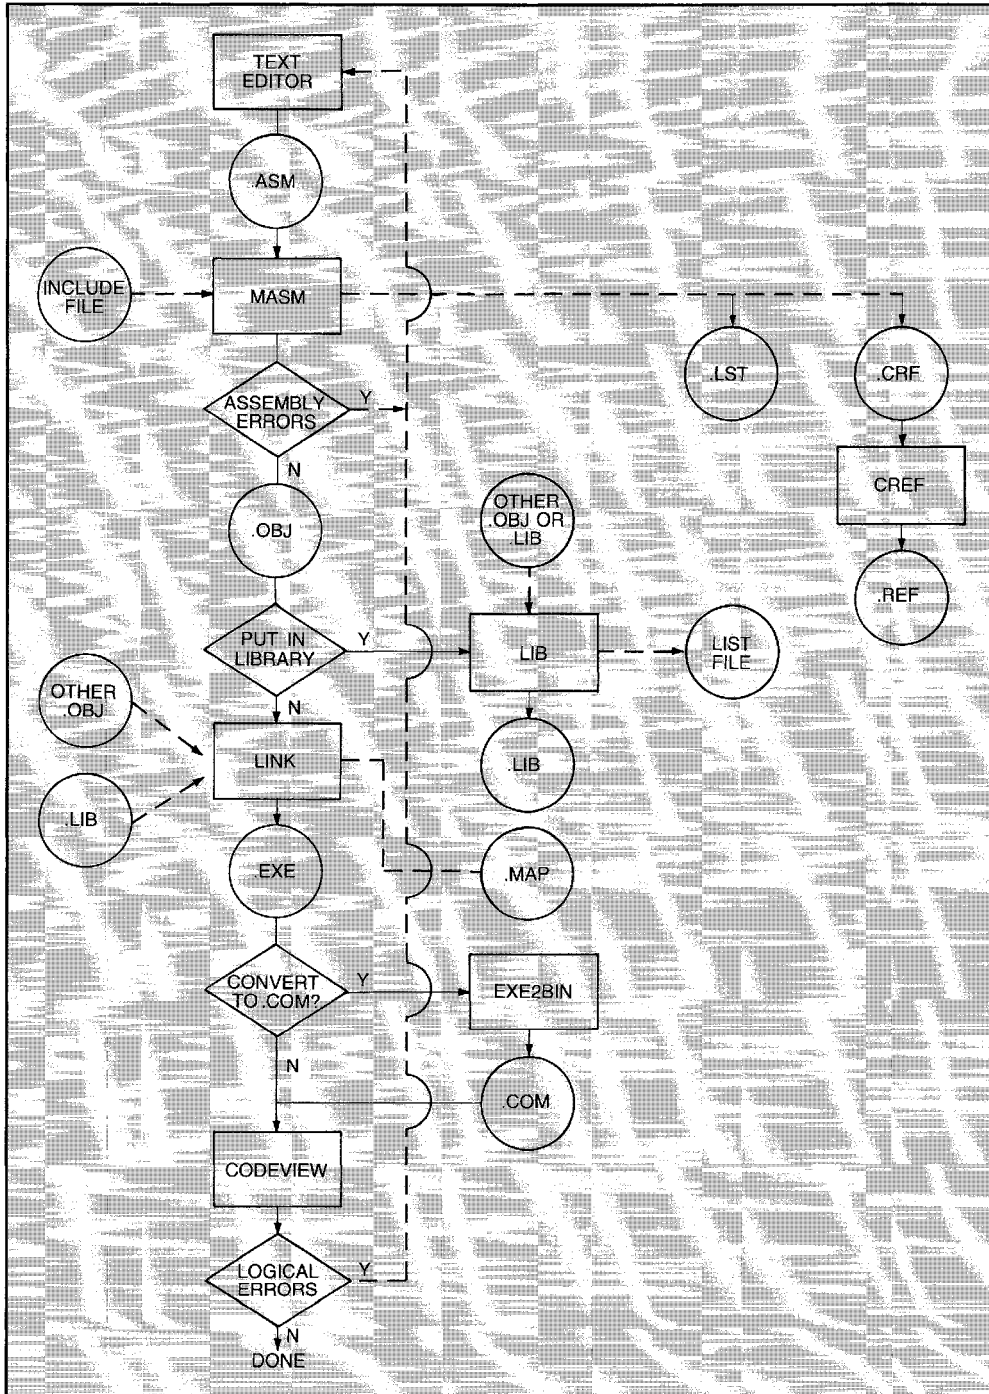 TEXT
EDITOR
.ASM
INCLUDE
FILE
MASM
.LST
.CRF
ASSEMBLY
ERRORS
Y
N
CREF
OTHER
.OBJ OR
LIB
.OBJ
.REF
PUT IN
LIBRARY
Y
LIB
LIST
FILE
N
OTHER
.OBJ
LINK
.LIB
.LIB
.EXE
.MAP
CONVERT
TO .COM?
Y
EXE2BIN
N
.COM
CODEVIEW
LOGICAL
ERRORS
Y
N
DONE